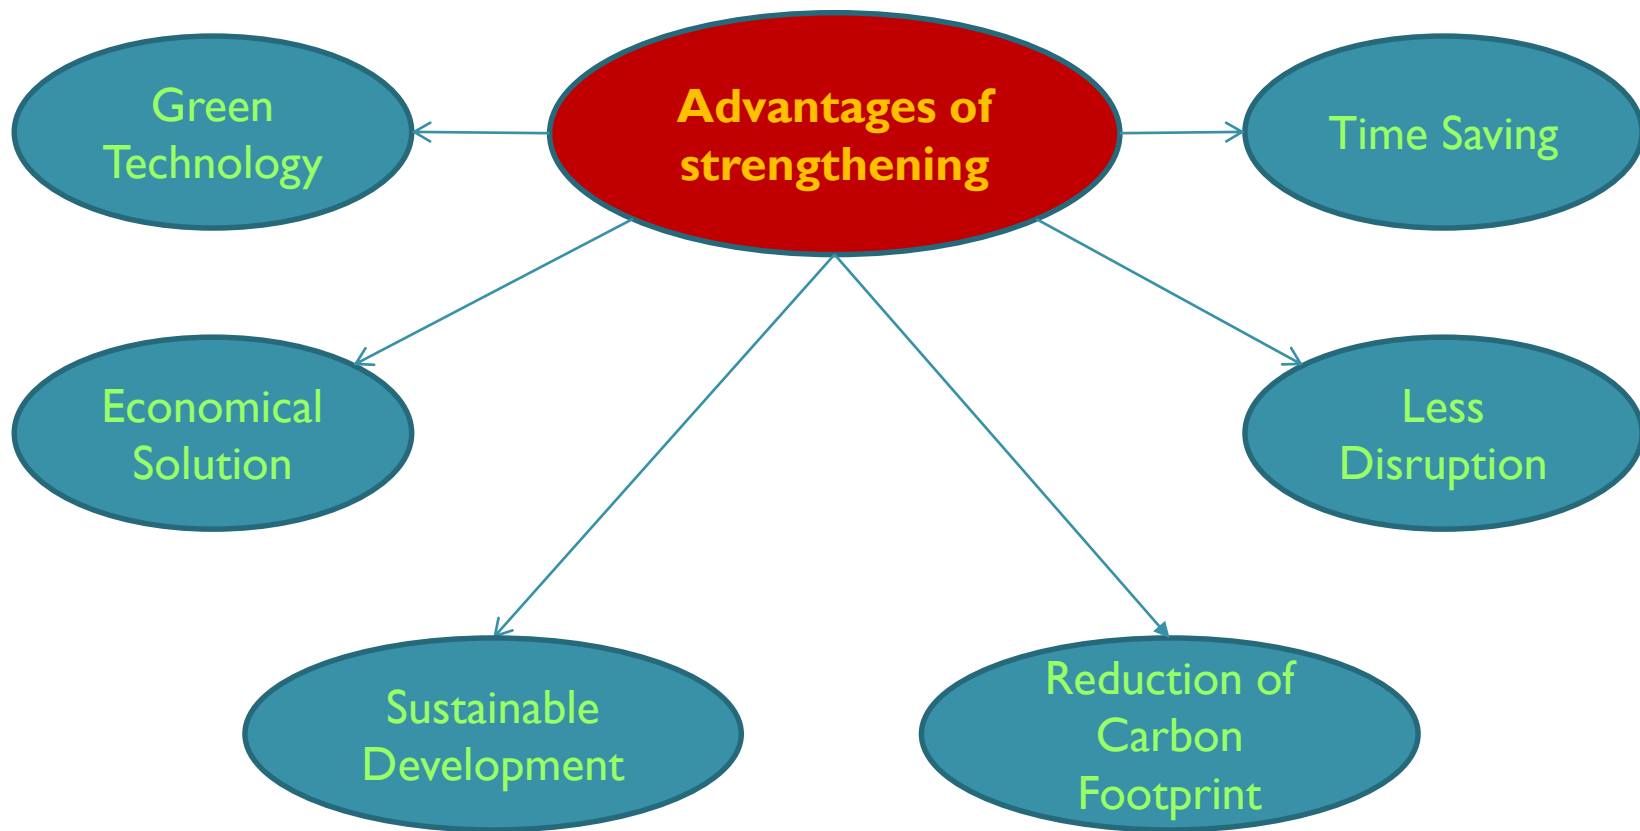 Advantages of
strengthening
Green
Technology
Time Saving
Economical
Solution
Less
Disruption
Sustainable
Development
Reduction of
Carbon
Footprint